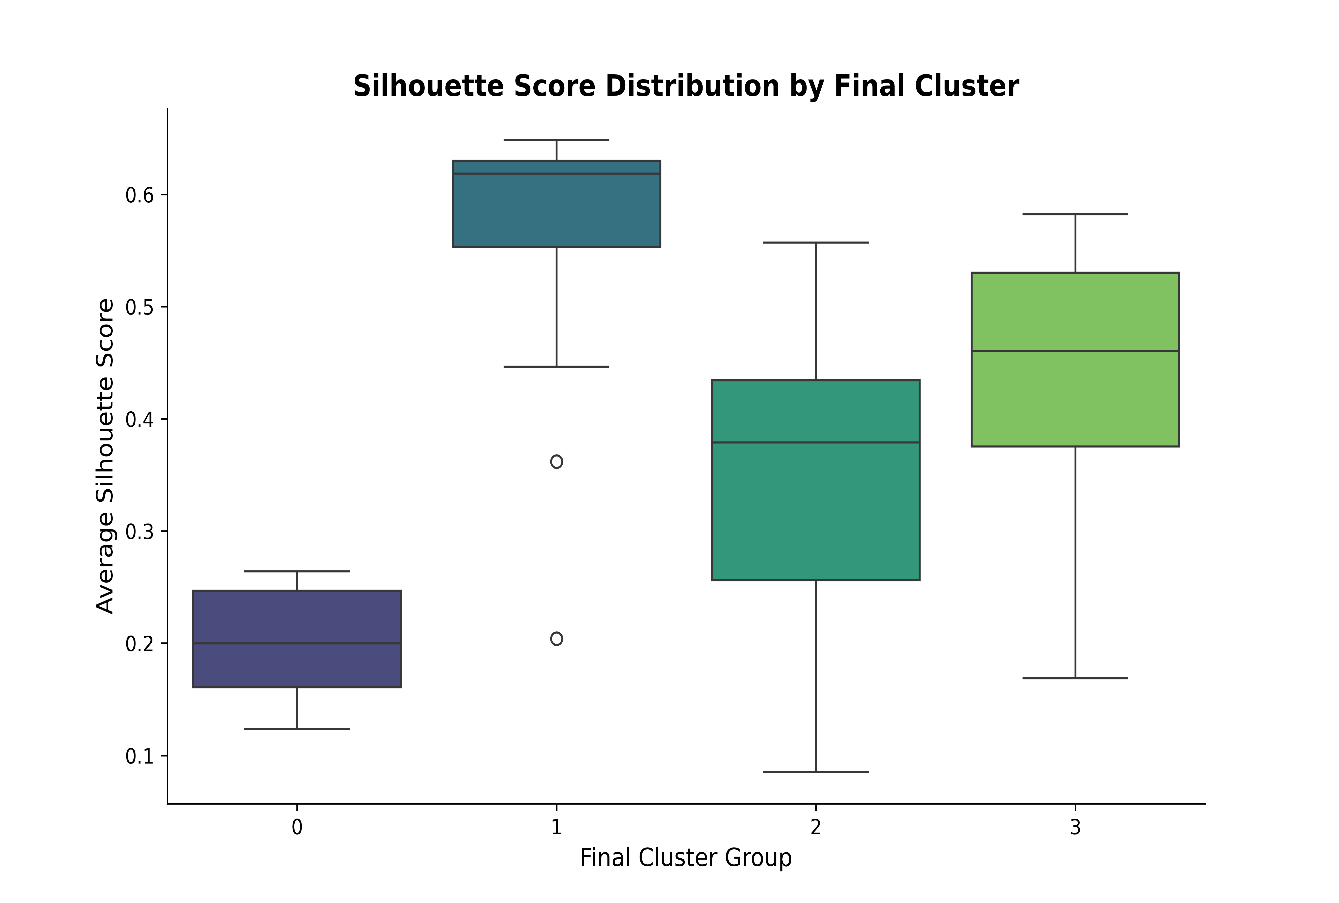 Silhouette Score Distribution by Final Cluster
Average Silhouette Score
0.6
0.5
0.4
0.3
0.2
0.1
0 1 2 3
Final Cluster Group